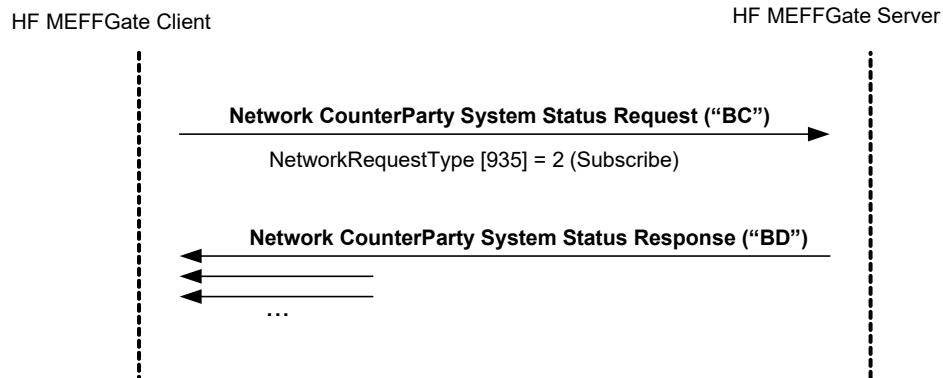 HF MEFFGate Client
HF MEFFGate Server
Network CounterParty System Status Request (“BC”)
NetworkRequestType [935] = 2 (Subscribe)
Network CounterParty System Status Response (“BD”)
...